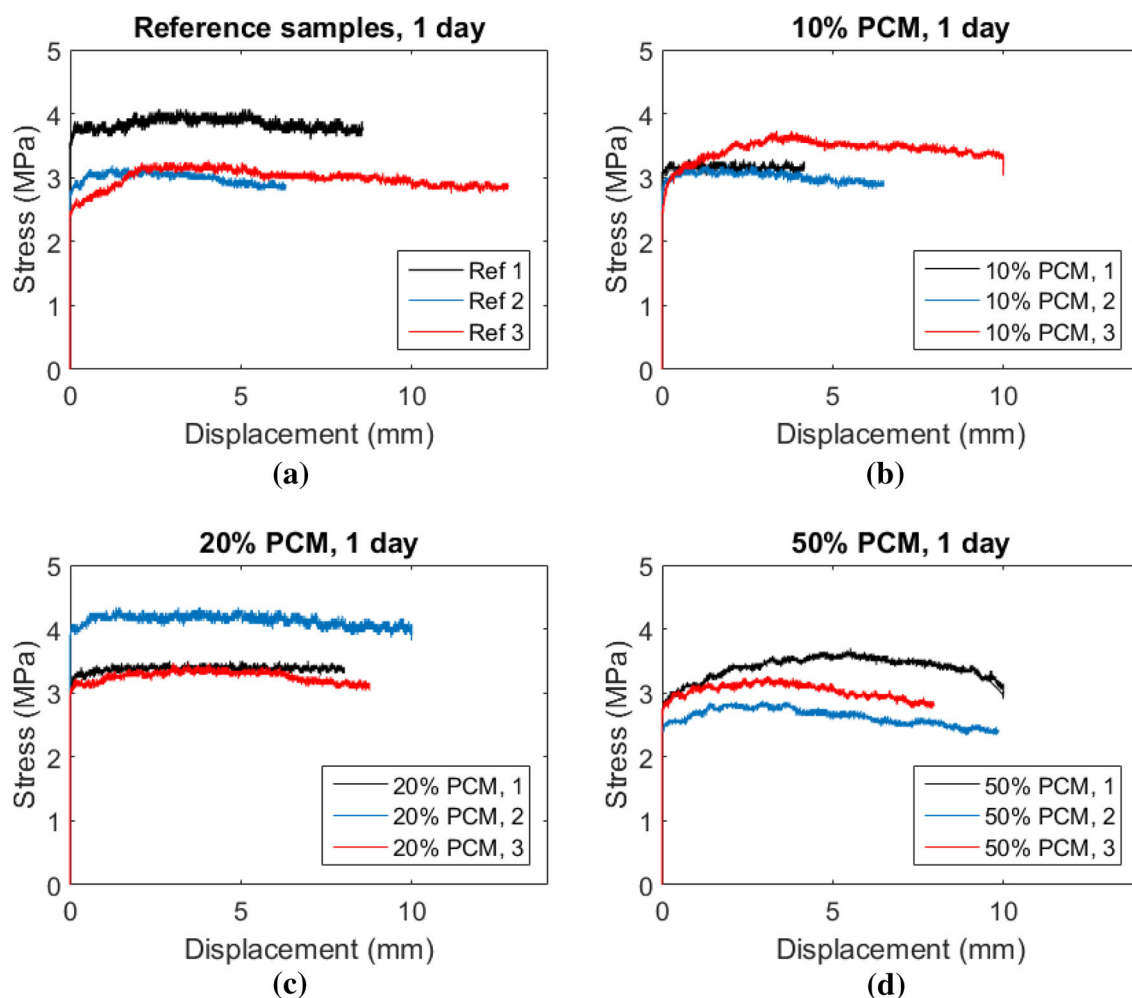 Reference samples, 1 day
5
4
3
2
1
0
Stress (MPa)
Ref 1
Ref 2
Ref 3
0 5 10
Displacement (mm)
(a)
10% PCM, 1 day
5
4
3
2
1
0
Stress (MPa)
10% PCM, 1
10% PCM, 2
10% PCM, 3
0 5 10
Displacement (mm)
(b)
20% PCM, 1 day
5
4
3
2
1
0
Stress (MPa)
20% PCM, 1
20% PCM, 2
20% PCM, 3
0 5 10
Displacement (mm)
(c)
50% PCM, 1 day
5
4
3
2
1
0
Stress (MPa)
50% PCM, 1
50% PCM, 2
50% PCM, 3
0 5 10
Displacement (mm)
(d)